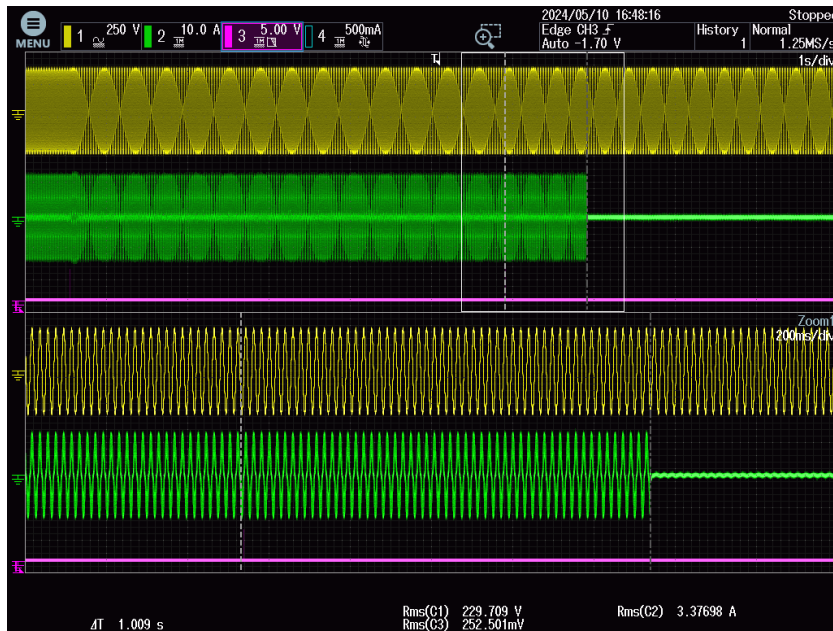 2024/05/10 16:48:16 Stopped
MENU 1 250 V 2 10.0 A 3 5.00 V 4 500mA Edge CH3 History Normal
Auto -1.70 V 1 1.25MS/s
1s/div
T
Zoom1
200ms/div
Rms(C1) 229.709 V Rms(C2) 3.37698 A
ΔT 1.009 s Rms(C3) 252.501mV